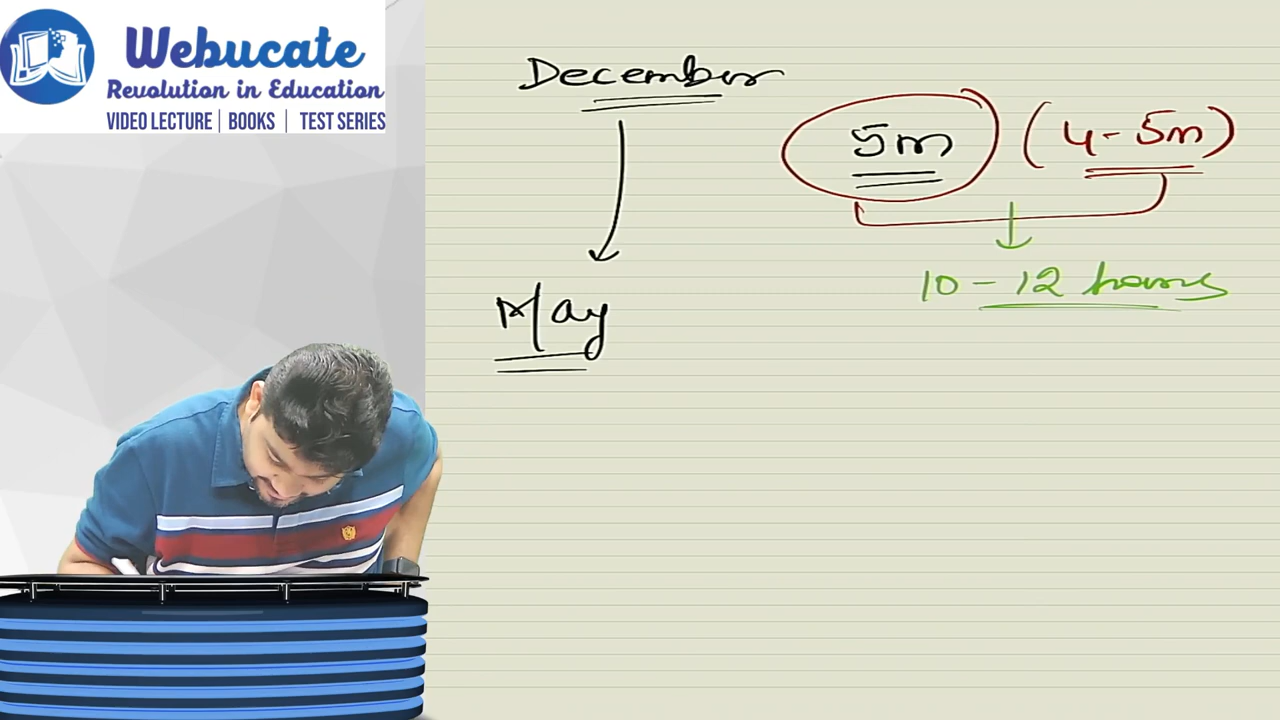 Webucate
Revolution in Education
VIDEO LECTURE | BOOKS | TEST SERIES
December
5m (4-5m)
10-12 hours
May